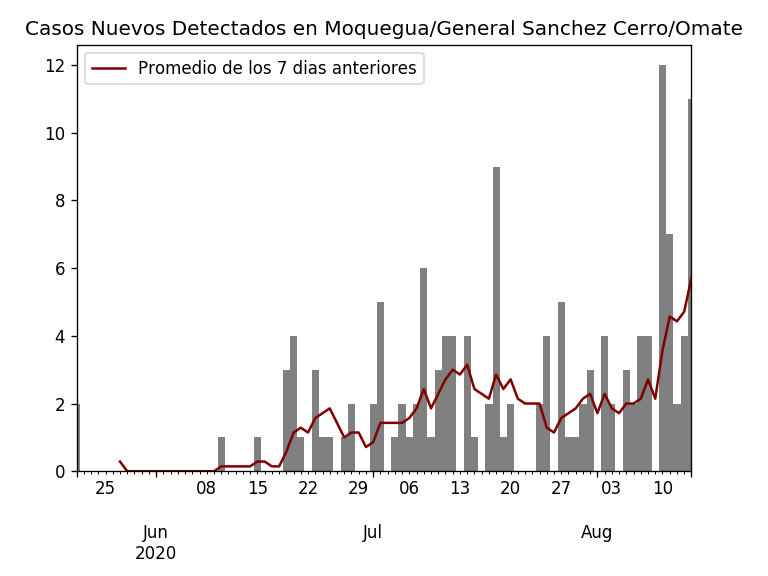 Casos Nuevos Detectados en Moquegua/General Sanchez Cerro/Omate
Promedio de los 7 dias anteriores
12
10
8
6
4
2
0
25 08 15 22 29 06 13 20 27 03 10
Jun Jul Aug
2020